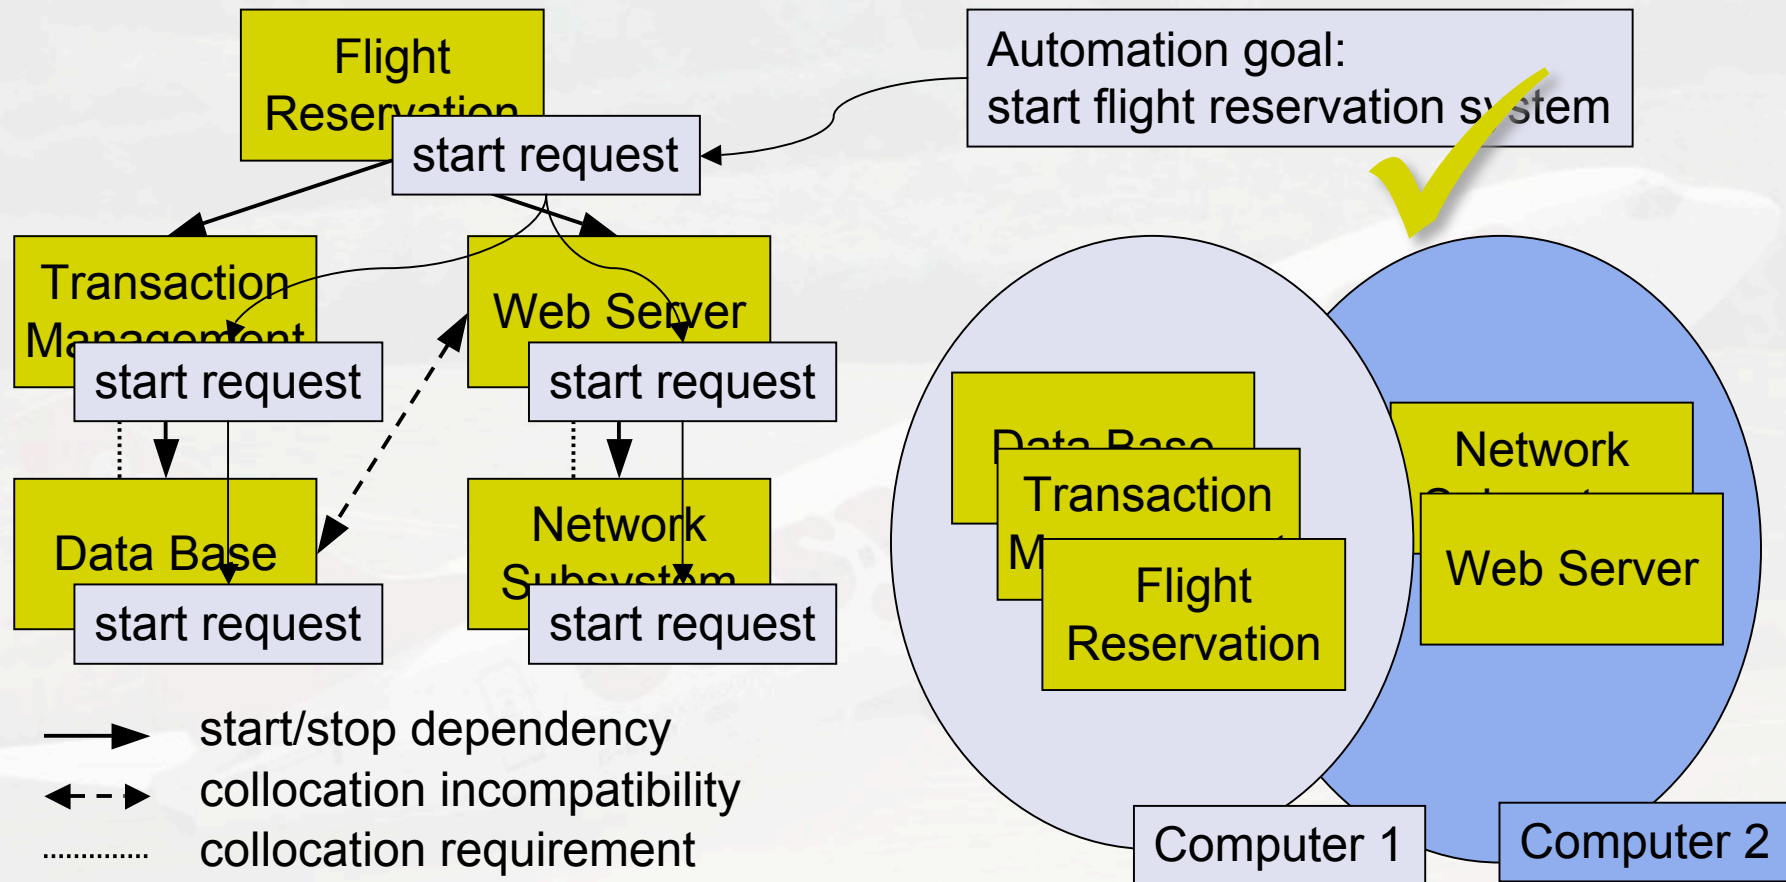 Flight
Reservation
start request
Automation goal:
start flight reservation system
Transaction
Management
start request
Web Server
start request
Data Base
start request
Network
Subsystem
start request
Data Base
Transaction
Flight
Reservation
Network
Web Server
start/stop dependency
collocation incompatibility
collocation requirement
Computer 1
Computer 2